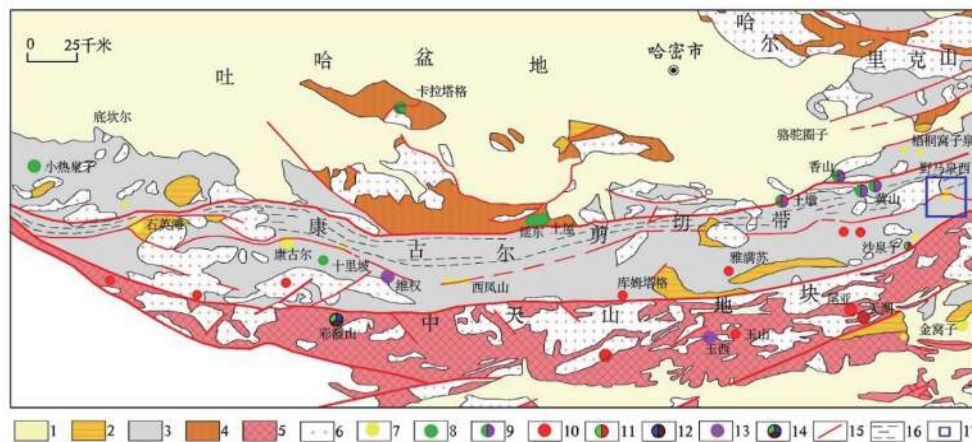 0 25千米
吐 哈 盆 地
哈密市
哈尔里克山
卡拉塔格
底坎尔
小热泉子
骆驼圈子
梧桐窝子泉
香山
野马泉西
土墩
黄山
石英滩
康 古 尔 剪 切 带
延东
土屋
康古尔
十里坡
维权
西凤山
雅满苏
沙泉子
库姆塔格
彩霞山
中 天 山 地 块
尾亚
天湖
玉西
玉山
金窝子
1 2 3 4 5 6 7 8 9 10 11 12 13 14 15 16 1